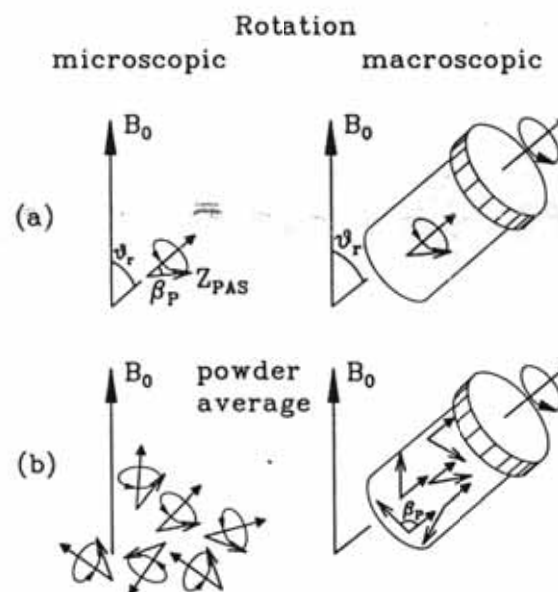 Rotation
microscopic macroscopic
B₀ B₀
(a)
ϑᵣ ϑᵣ
βP ZPAS
B₀ powder average B₀
(b)
βP